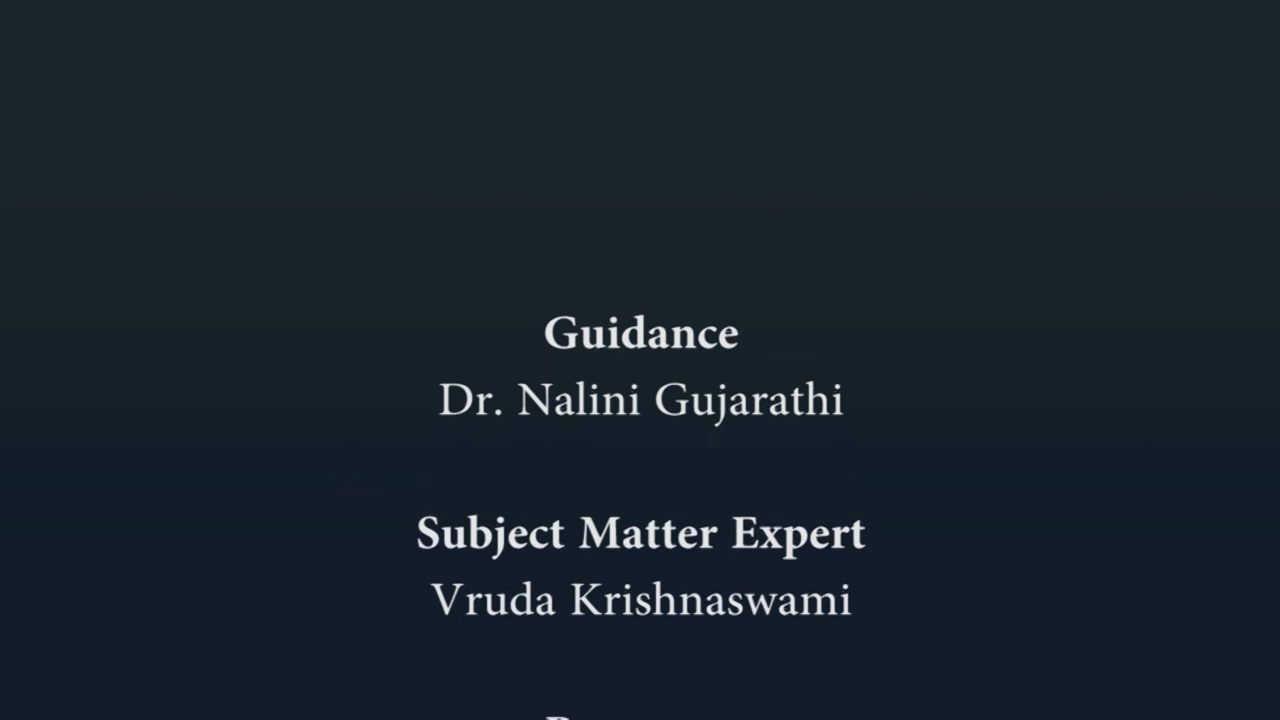 Guidance
Dr. Nalini Gujarathi
Subject Matter Expert
Vruda Krishnaswami